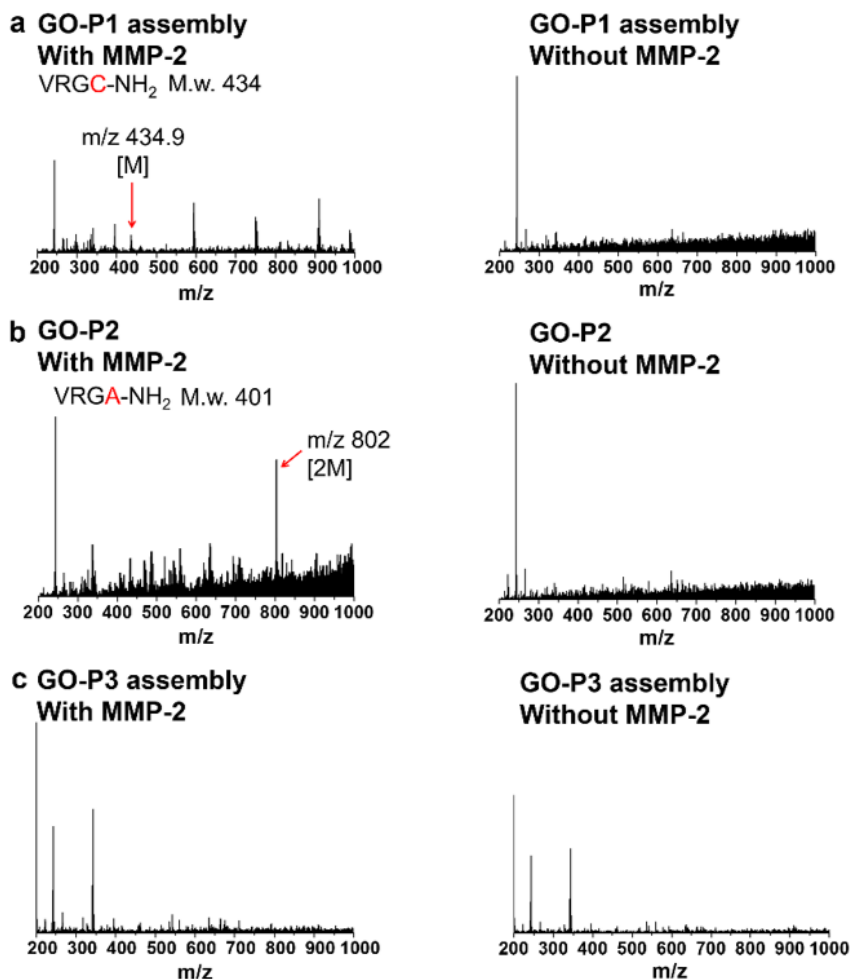 a GO-P1 assembly
With MMP-2
VRGC-NH2 M.w. 434
m/z 434.9
[M]
200 300 400 500 600 700 800 900 1000
m/z
GO-P1 assembly
Without MMP-2
200 300 400 500 600 700 800 900 1000
m/z
b GO-P2
With MMP-2
VRGA-NH2 M.w. 401
m/z 802
[2M]
200 300 400 500 600 700 800 900 1000
m/z
GO-P2
Without MMP-2
200 300 400 500 600 700 800 900 1000
m/z
c GO-P3 assembly
With MMP-2
200 300 400 500 600 700 800 900 1000
m/z
GO-P3 assembly
Without MMP-2
200 300 400 500 600 700 800 900 1000
m/z